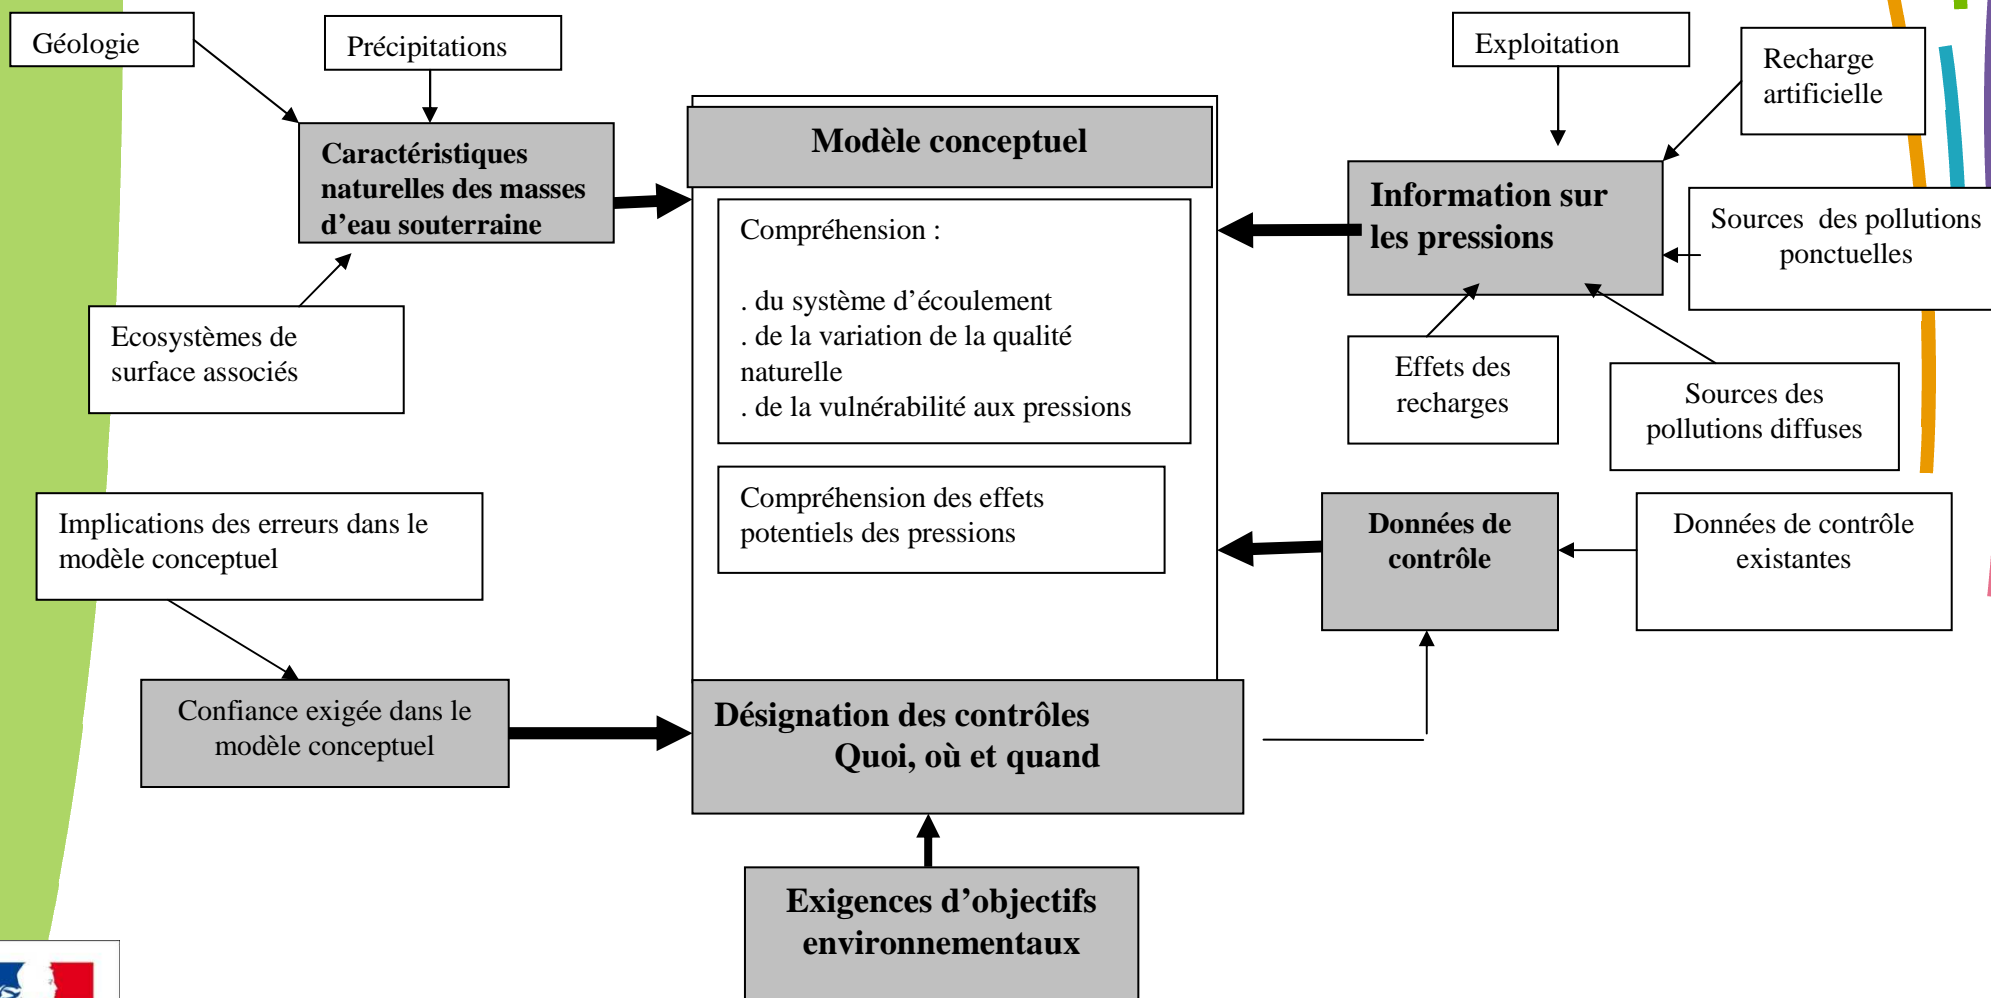 Géologie
Précipitations
Exploitation
Recharge
artificielle
Caractéristiques
naturelles des masses
d’eau souterraine
Modèle conceptuel
Information sur
les pressions
Sources des pollutions
ponctuelles
Compréhension :
. du système d’écoulement
. de la variation de la qualité
naturelle
. de la vulnérabilité aux pressions
Ecosystèmes de
surface associés
Effets des
recharges
Sources des
pollutions diffuses
Implications des erreurs dans le
modèle conceptuel
Compréhension des effets
potentiels des pressions
Données de
contrôle
Données de contrôle
existantes
Confiance exigée dans le
modèle conceptuel
Désignation des contrôles
Quoi, où et quand
Exigences d’objectifs
environnementaux